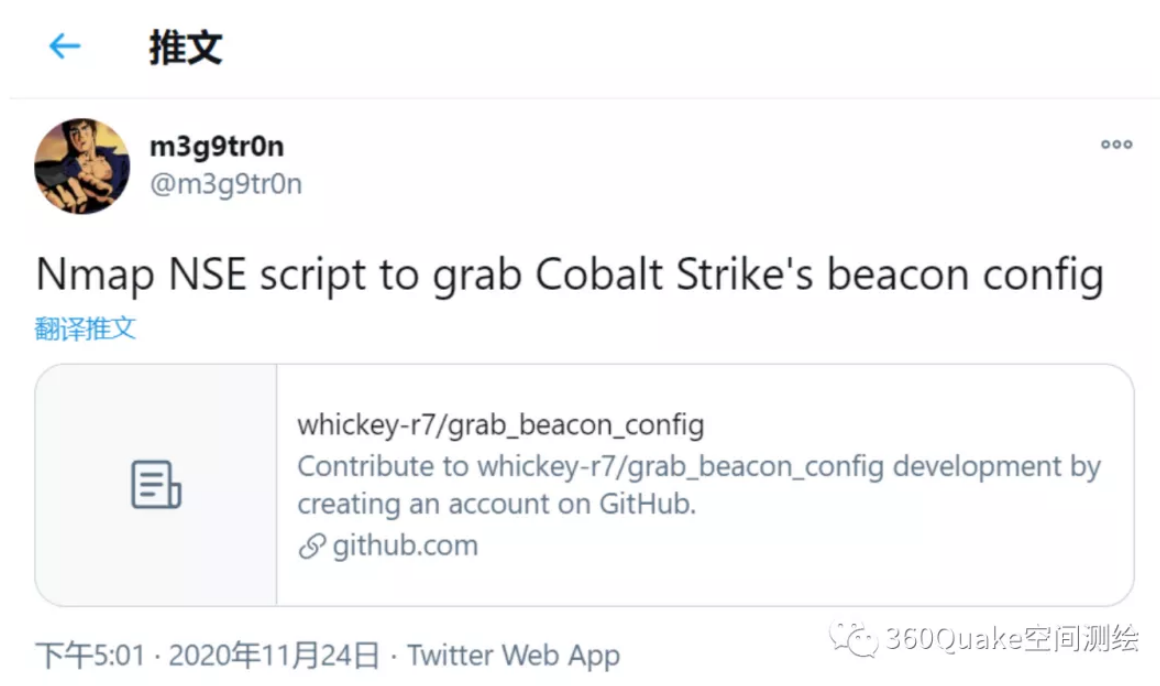 推文
m3g9tr0n
@m3g9tr0n
Nmap NSE script to grab Cobalt Strike's beacon config
翻译推文
whickey-r7/grab_beacon_config
Contribute to whickey-r7/grab_beacon_config development by
creating an account on GitHub.
github.com
下午5:01 · 2020年11月24日 · Twitter Web App
360Quake空间测绘